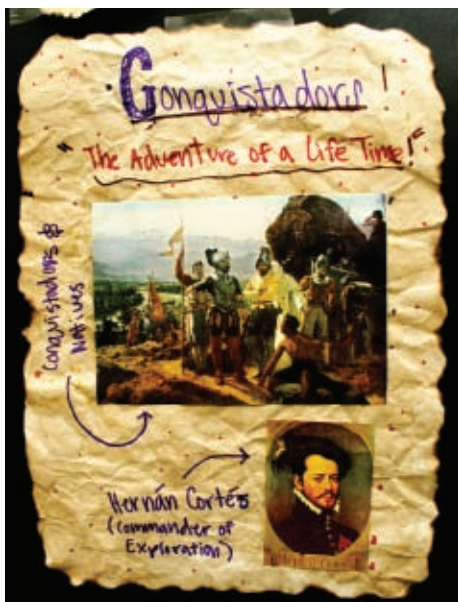 Conquistadors!
"The Adventure of a Life Time!"
Conquistadors &
Natives
Hernán Cortés
(Commander of
Exploration)